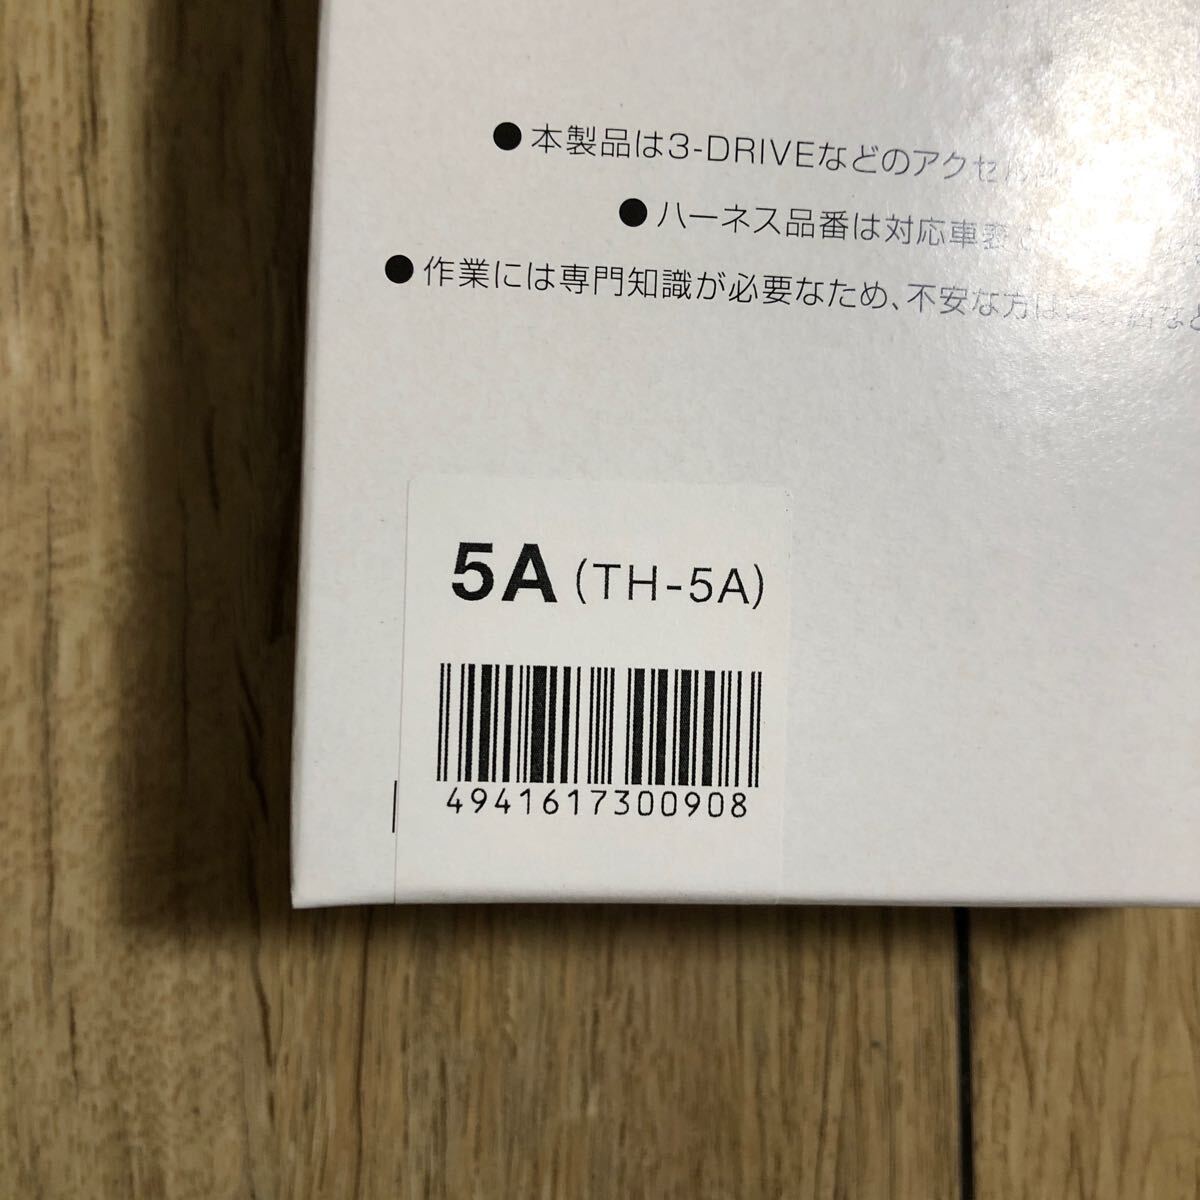 ●本製品は3-DRIVEなどのアクセル
●ハーネス品番は対応車
●作業には専門知識が必要なため、不安な方は
5A (TH-5A)
4941617300908